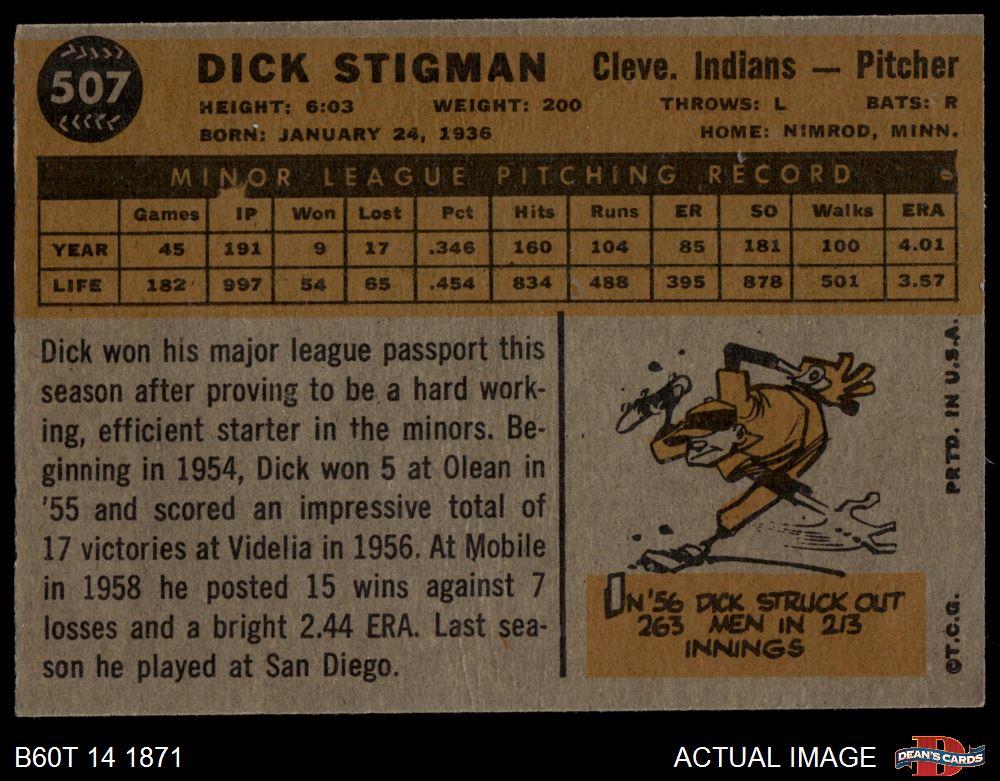 507
DICK STIGMAN Cleve. Indians — Pitcher
HEIGHT: 6:03 WEIGHT: 200 THROWS: L BATS: R
BORN: JANUARY 24, 1936 HOME: NIMROD, MINN.
MINOR LEAGUE PITCHING RECORD
Games IP Won Lost Pct Hits Runs ER SO Walks ERA
YEAR 45 191 9 17 .346 160 104 85 181 100 4.01
LIFE 182 997 54 65 .454 834 488 395 878 501 3.57
Dick won his major league passport this
season after proving to be a hard work-
ing, efficient starter in the minors. Be-
ginning in 1954, Dick won 5 at Olean in
'55 and scored an impressive total of
17 victories at Videlia in 1956. At Mobile
in 1958 he posted 15 wins against 7
losses and a bright 2.44 ERA. Last sea-
son he played at San Diego.
IN '56 DICK STRUCK OUT
263 MEN IN 213
INNINGS
PRTD. IN U.S.A.
©T.C.G.
B60T 14 1871
ACTUAL IMAGE
D
DEAN'S CARDS